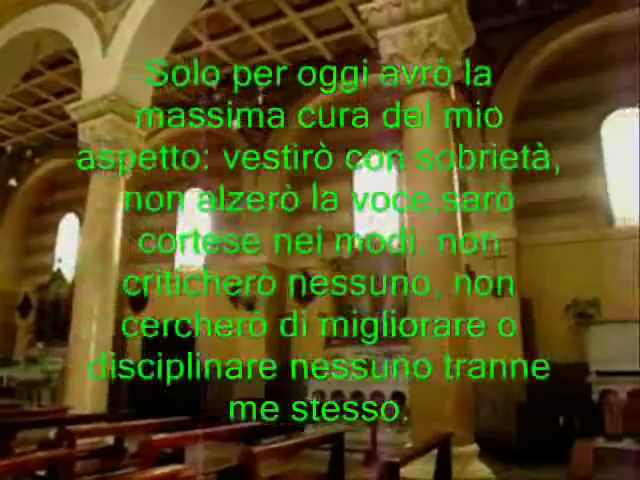 Solo per oggi avrò la
massima cura del mio
aspetto: vestirò con sobrietà,
non alzerò la voce,sarò
cortese nei modi, non
criticherò nessuno, non
cercherò di migliorare o
disciplinare nessuno tranne
me stesso.